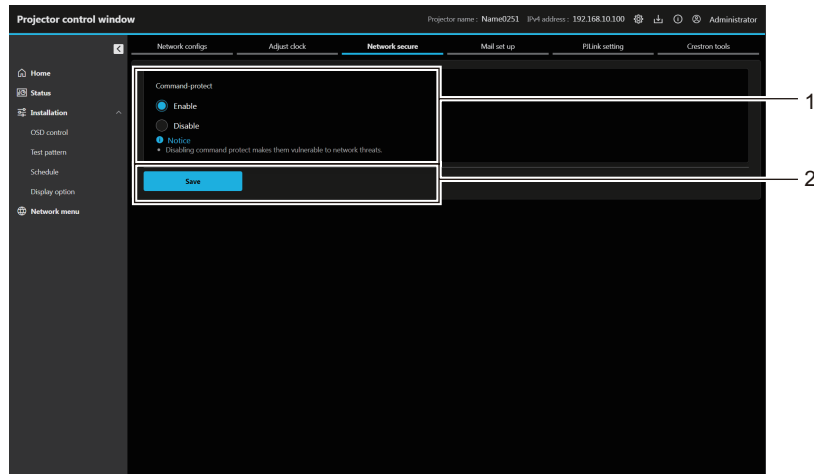 Projector control window
Projector name : Name0251 IPv4 address : 192.168.10.100 Administrator
Network configs Adjust clock Network secure Mail set up PJLink setting Crestron tools
Home
Status
Installation
OSD control
Test pattern
Schedule
Display option
Network menu
Command-protect
Enable
Disable
Notice
• Disabling command protect makes them vulnerable to network threats.
Save
1
2